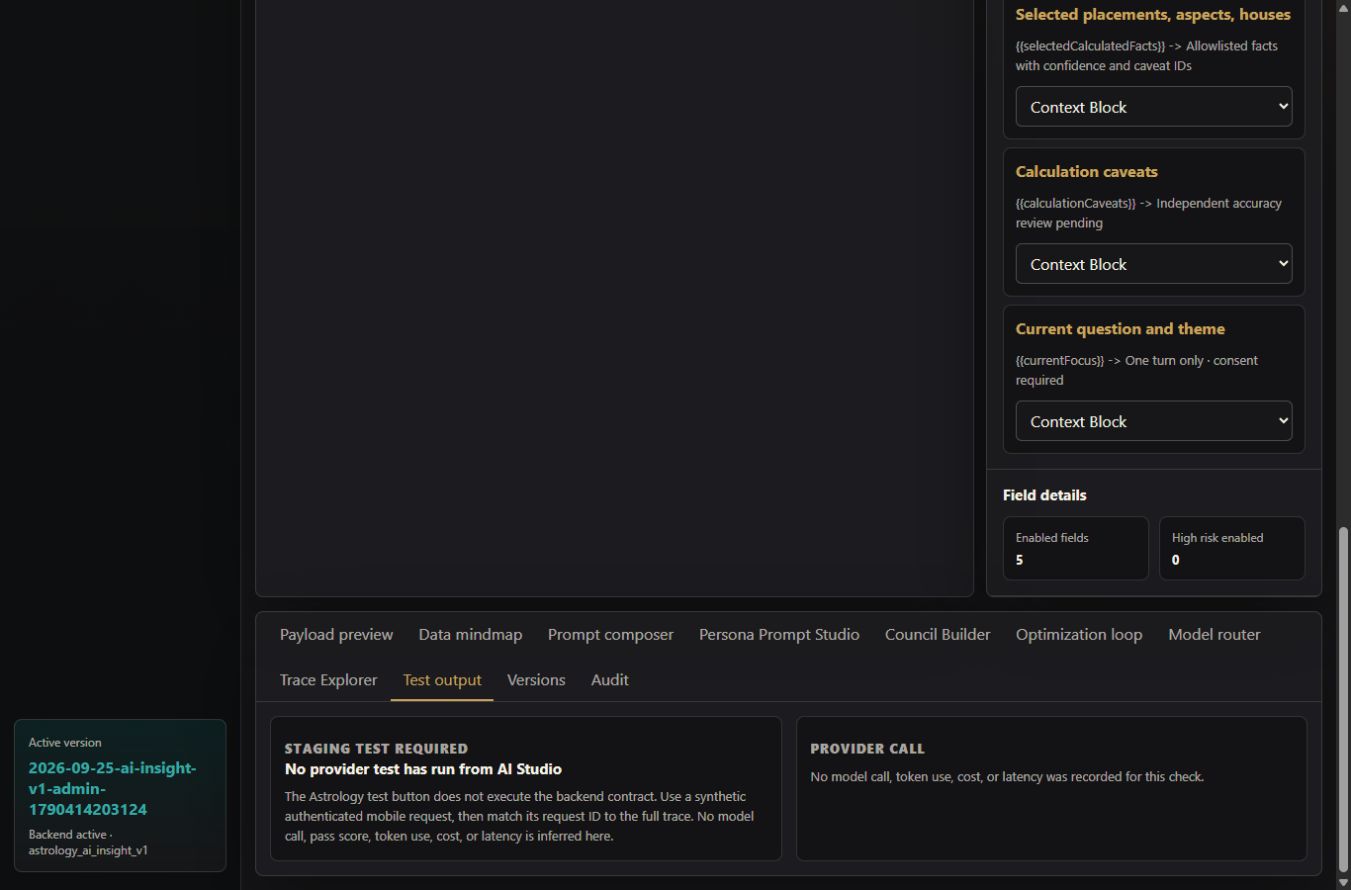 Selected placements, aspects, houses
{{selectedCalculatedFacts}} -> Allowlisted facts
with confidence and caveat IDs
Context Block
Calculation caveats
{{calculationCaveats}} -> Independent accuracy
review pending
Context Block
Current question and theme
{{currentFocus}} -> One turn only · consent
required
Context Block
Field details
Enabled fields
5
High risk enabled
0
Payload preview
Data mindmap
Prompt composer
Persona Prompt Studio
Council Builder
Optimization loop
Model router
Trace Explorer
Test output
Versions
Audit
STAGING TEST REQUIRED
No provider test has run from AI Studio
The Astrology test button does not execute the backend contract. Use a synthetic
authenticated mobile request, then match its request ID to the full trace. No model
call, pass score, token use, cost, or latency is inferred here.
PROVIDER CALL
No model call, token use, cost, or latency was recorded for this check.
Active version
2026-09-25-ai-insight-
v1-admin-
1790414203124
Backend active ·
astrology_ai_insight_v1